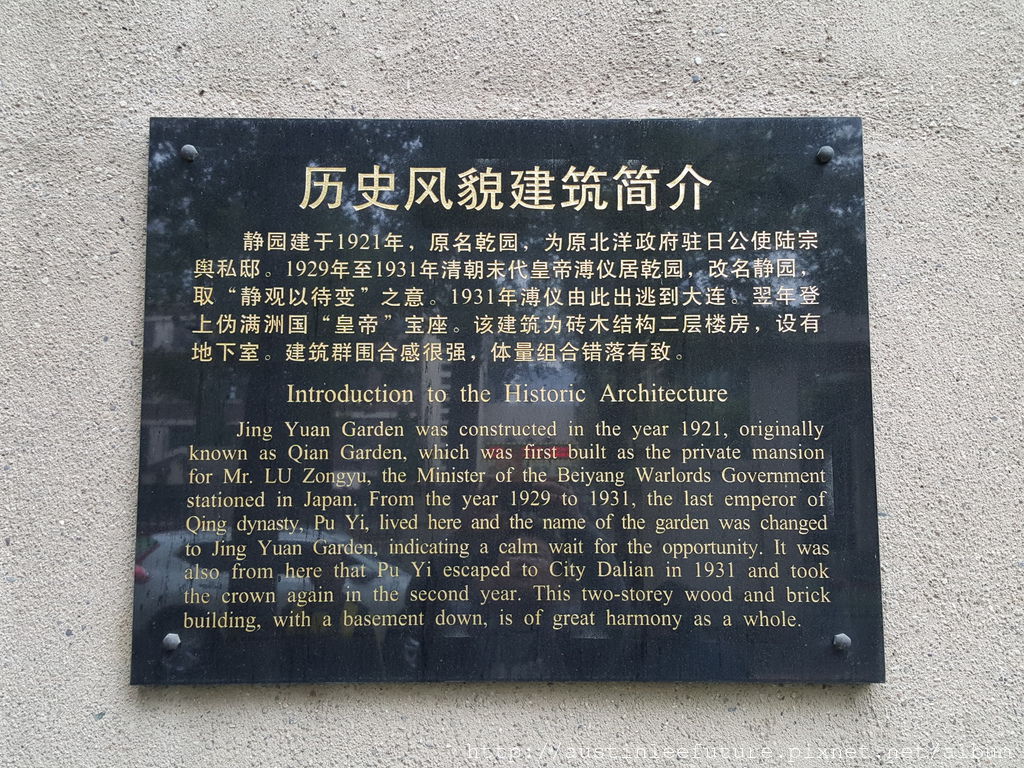 历史风貌建筑简介
静园建于1921年，原名乾园，为原北洋政府驻日公使陆宗
舆私邸。1929年至1931年清朝末代皇帝溥仪居乾园，改名静园，
取“静观以待变”之意。1931年溥仪由此出逃到大连。翌年登
上伪满洲国“皇帝”宝座。该建筑为砖木结构二层楼房，设有
地下室。建筑群围合感很强，体量组合错落有致。
Introduction to the Historic Architecture
Jing Yuan Garden was constructed in the year 1921, originally
known as Qian Garden, which was first built as the private mansion
for Mr. LU Zongyu, the Minister of the Beiyang Warlords Government
stationed in Japan. From the year 1929 to 1931, the last emperor of
Qing dynasty, Pu Yi, lived here and the name of the garden was changed
to Jing Yuan Garden, indicating a calm wait for the opportunity. It was
also from here that Pu Yi escaped to City Dalian in 1931 and took
the crown again in the second year. This two-storey wood and brick
building, with a basement down, is of great harmony as a whole.
http://austinleefuture.pixnet.net/album